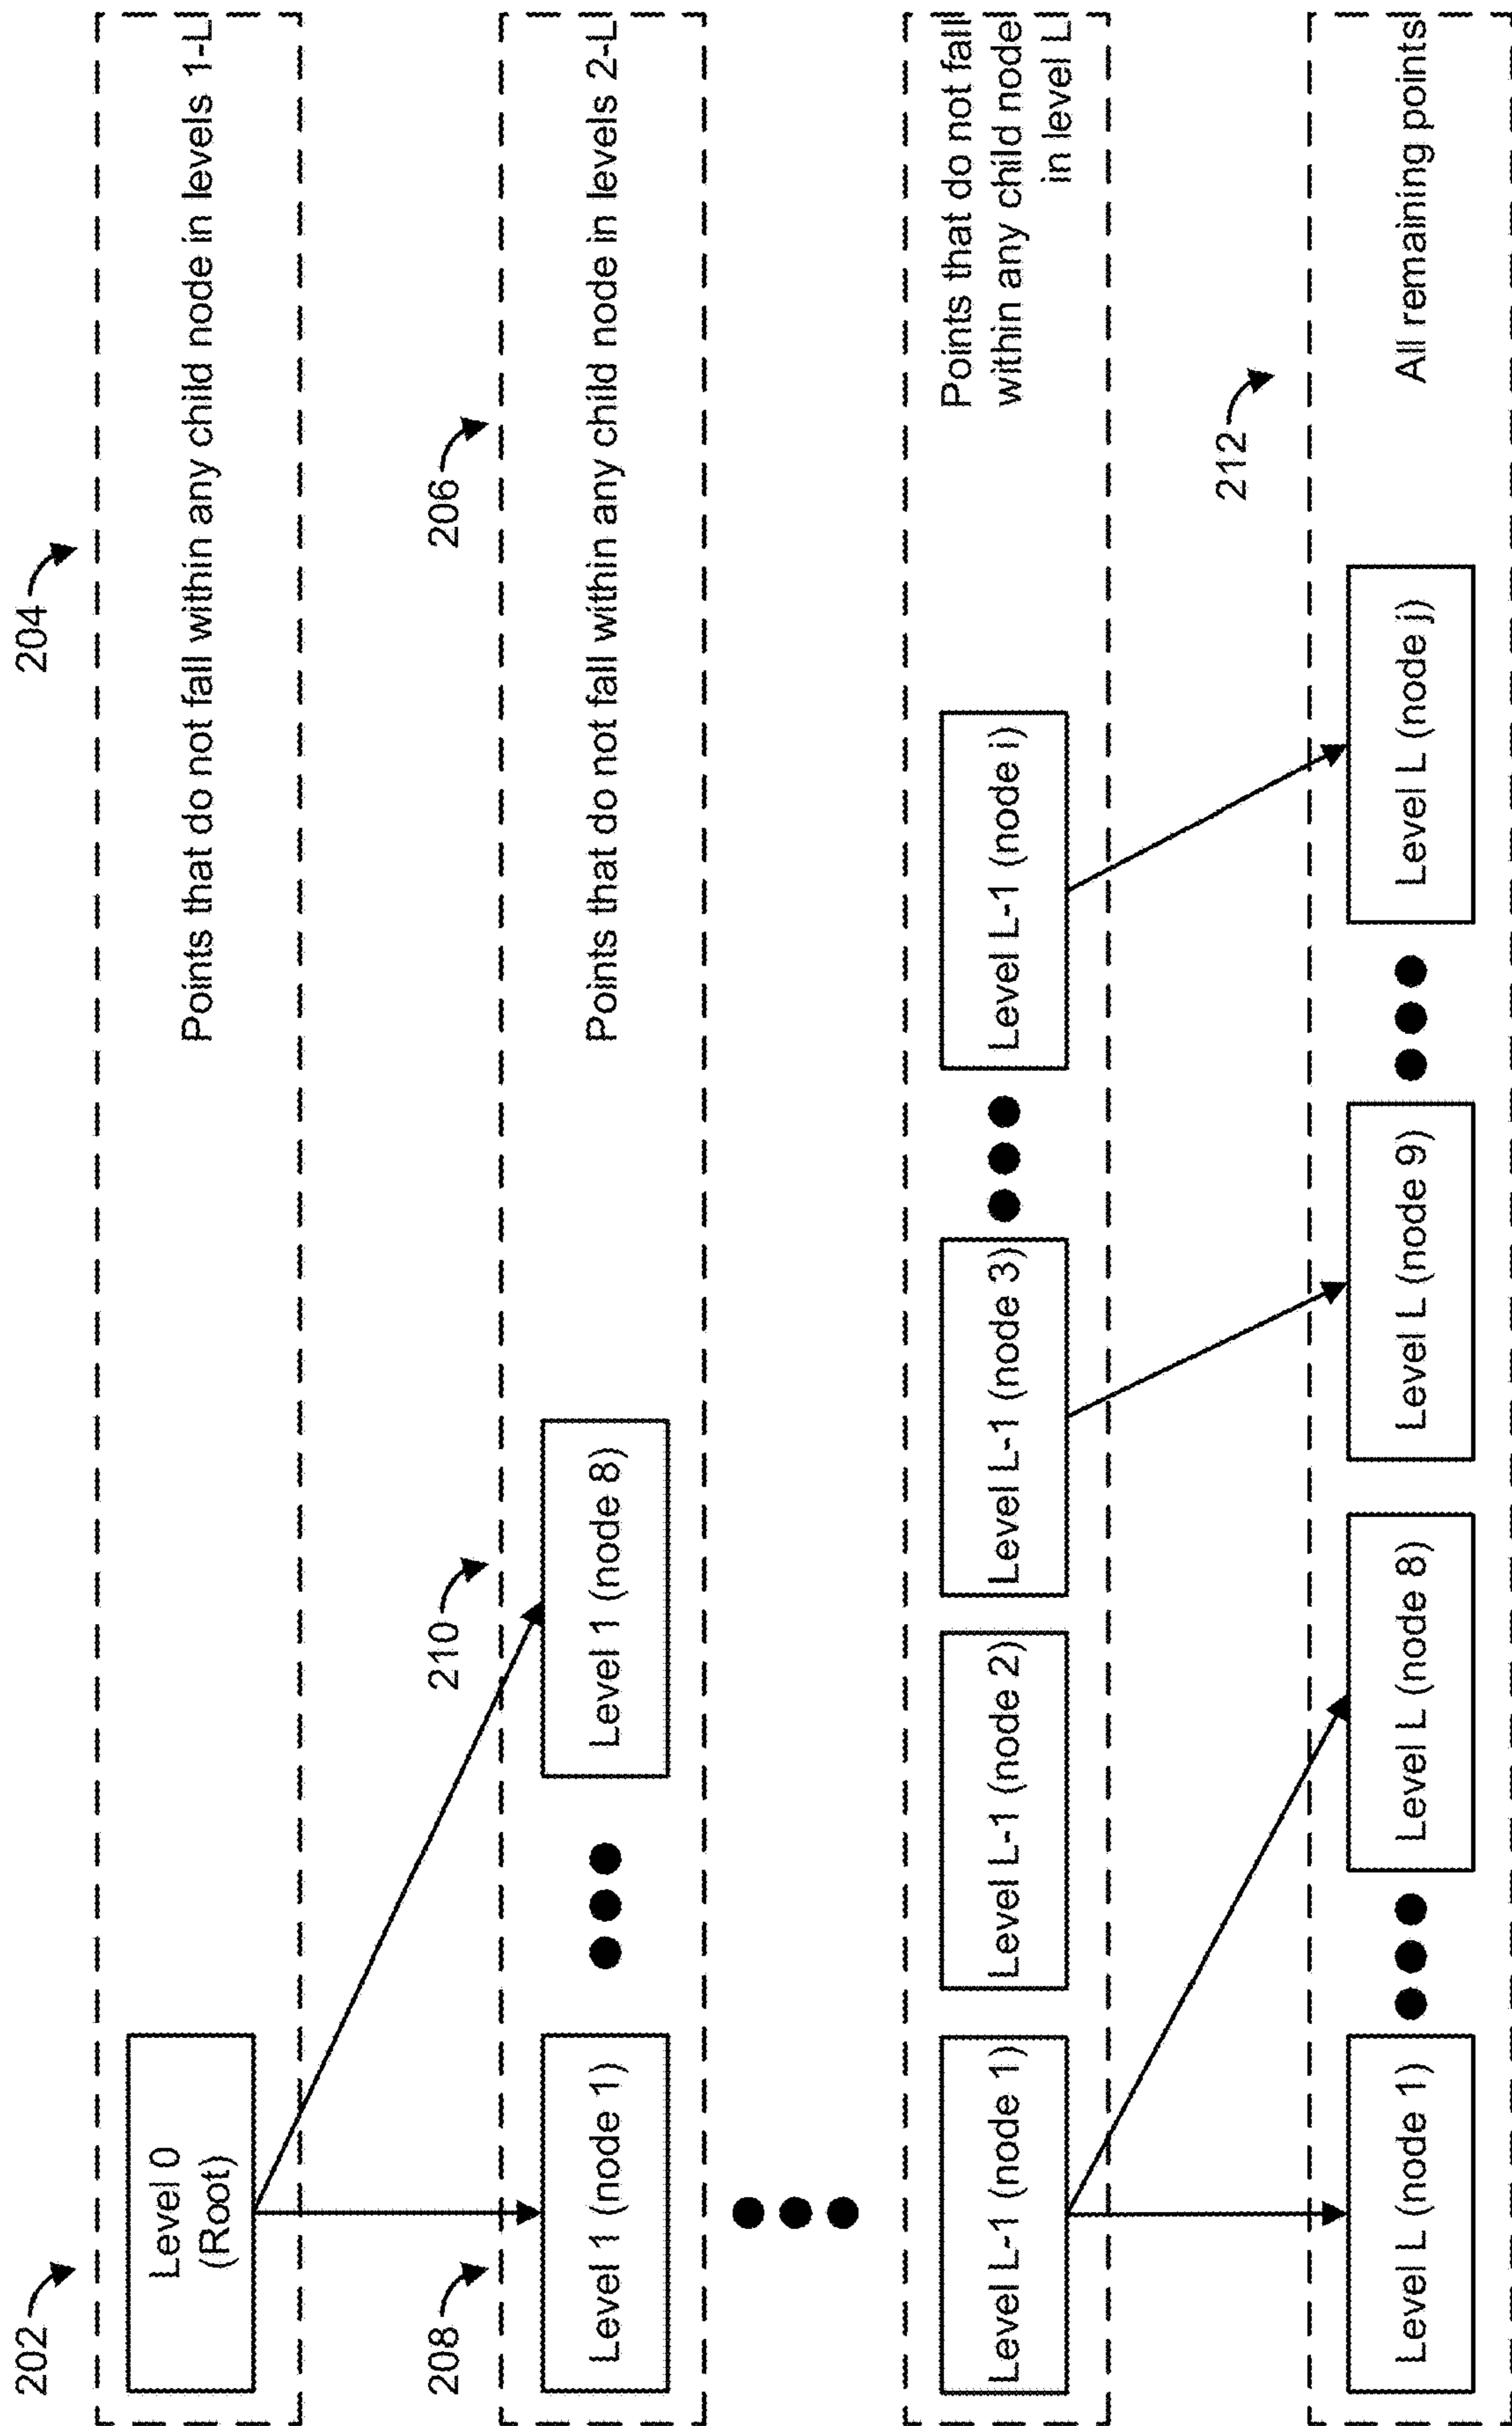 202
204
Level 0
(Root)
Points that do not fall within any child node in levels 1-L
208
210
206
Level 1 (node 1)
Level 1 (node 8)
Points that do not fall within any child node in levels 2-L
Level L-1 (node 1)
Level L-1 (node 2)
Level L-1 (node 3)
Level L-1 (node i)
Points that do not fall
within any child node
in level L
212
Level L (node 1)
Level L (node 8)
Level L (node 9)
Level L (node j)
All remaining points